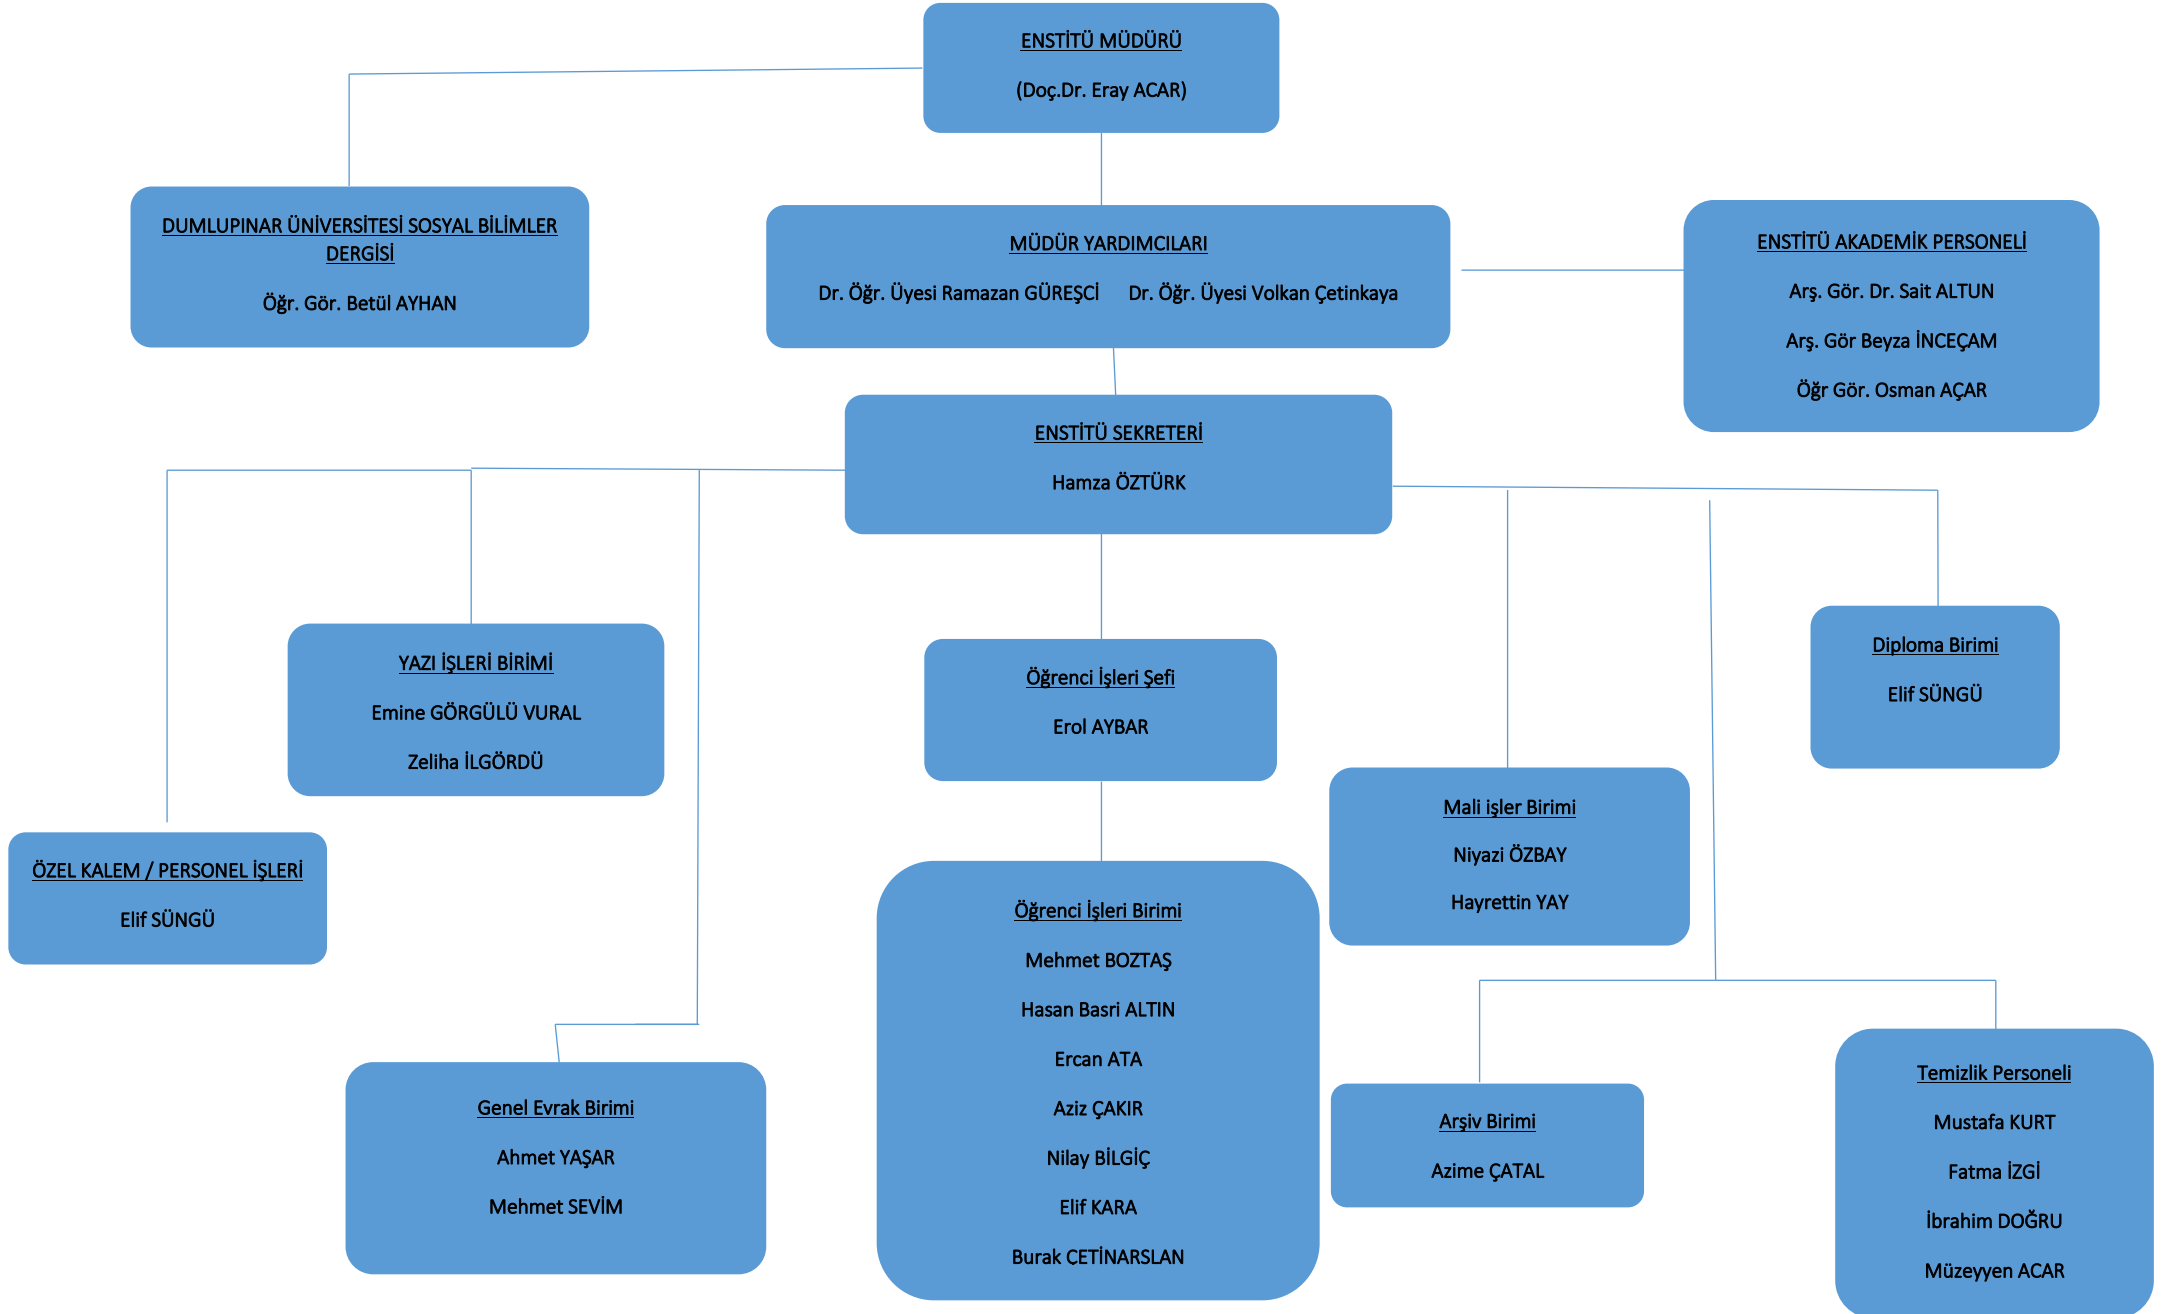 ENSTİTÜ MÜDÜRÜ
(Doç.Dr. Eray ACAR)
DUMLUPINAR ÜNİVERSİTESİ SOSYAL BİLİMLER
DERGİSİ
Öğr. Gör. Betül AYHAN
MÜDÜR YARDIMCILARI
Dr. Öğr. Üyesi Ramazan GÜREŞCİ Dr. Öğr. Üyesi Volkan Çetinkaya
ENSTİTÜ AKADEMİK PERSONELİ
Arş. Gör. Dr. Sait ALTUN
Arş. Gör Beyza İNCEÇAM
Öğr Gör. Osman AÇAR
ENSTİTÜ SEKRETERİ
Hamza ÖZTÜRK
YAZI İŞLERİ BİRİMİ
Emine GÖRGÜLÜ VURAL
Zeliha İLGÖRDÜ
Öğrenci İşleri Şefi
Erol AYBAR
Diploma Birimi
Elif SÜNGÜ
Mali işler Birimi
Niyazi ÖZBAY
Hayrettin YAY
ÖZEL KALEM / PERSONEL İŞLERİ
Elif SÜNGÜ
Öğrenci İşleri Birimi
Mehmet BOZTAŞ
Hasan Basri ALTIN
Ercan ATA
Aziz ÇAKIR
Nilay BİLGİÇ
Elif KARA
Burak ÇETİNARSLAN
Genel Evrak Birimi
Ahmet YAŞAR
Mehmet SEVİM
Arşiv Birimi
Azime ÇATAL
Temizlik Personeli
Mustafa KURT
Fatma İZGİ
İbrahim DOĞRU
Müzeyyen ACAR